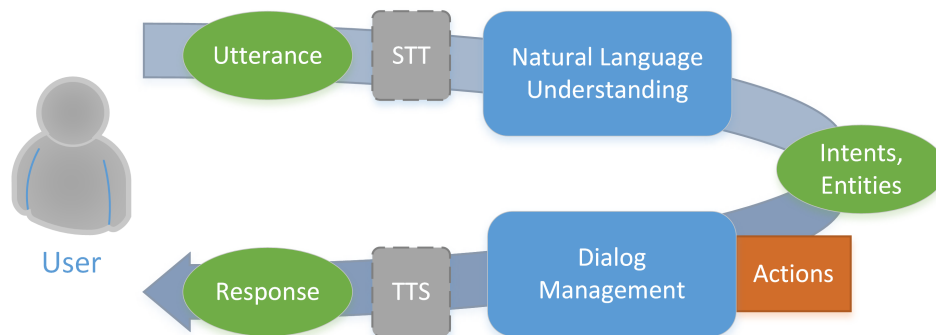 Utterance
STT
Natural Language
Understanding
Intents,
Entities
User
Response
TTS
Dialog
Management
Actions